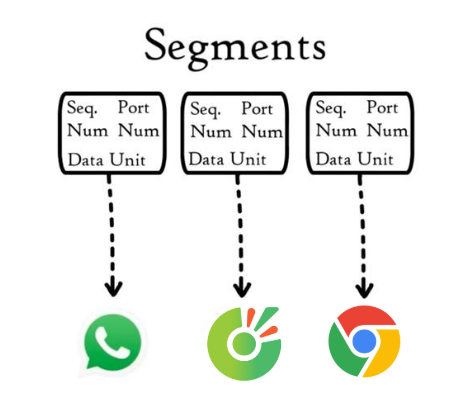 Segments
Seq. Port
Num Num
Data Unit
Seq. Port
Num Num
Data Unit
Seq. Port
Num Num
Data Unit